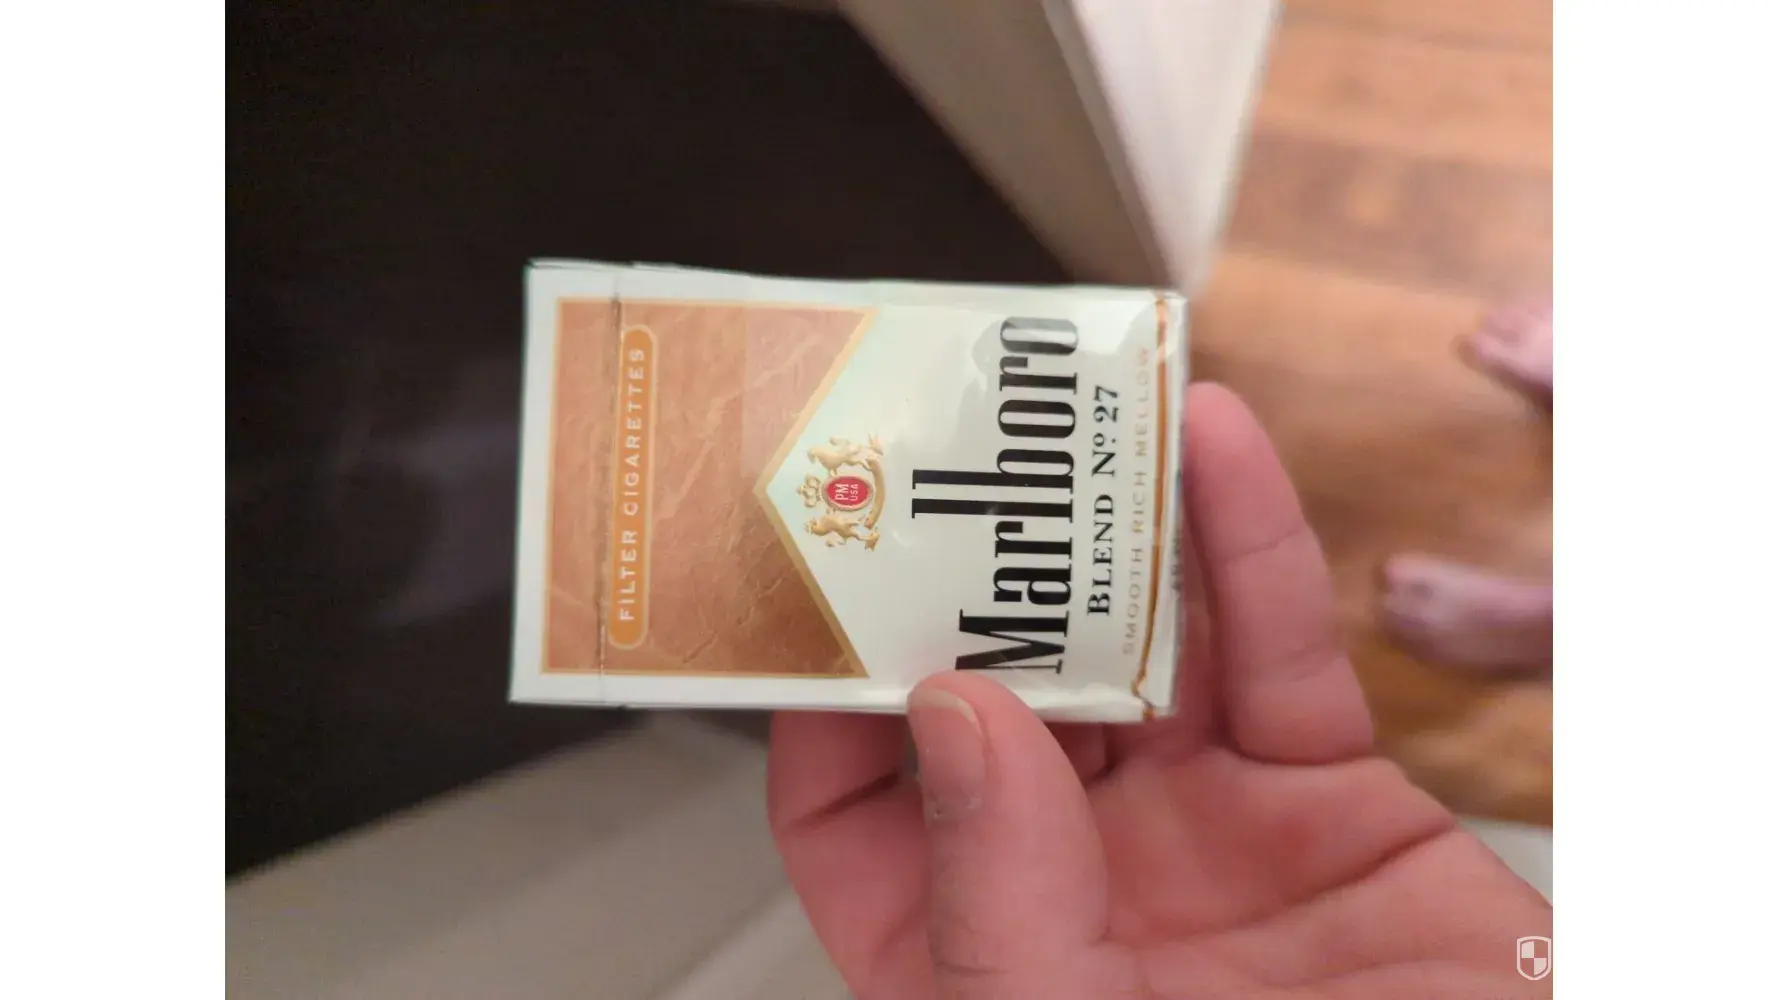 FILTER CIGARETTES
PM
USA
Marlboro
BLEND Nº 27
SMOOTH RICH MELLOW